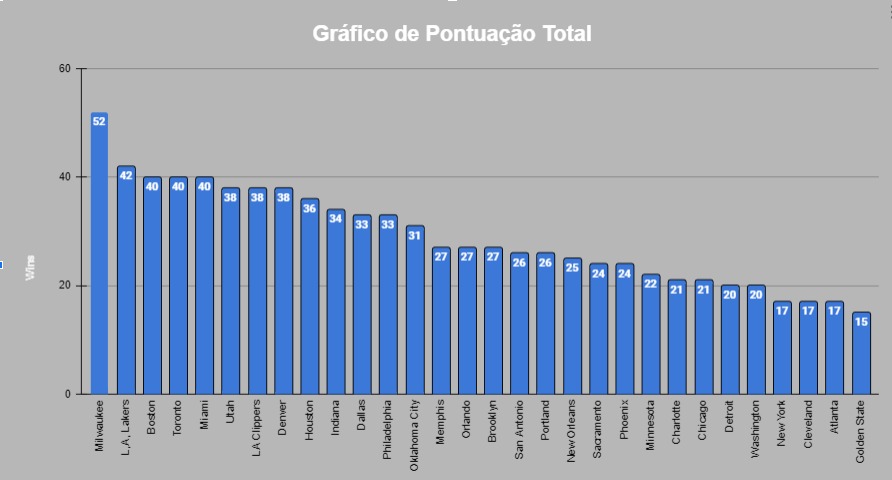 Gráfico de Pontuação Total
Wins
60
40
20
0
52
42
40
40
40
38
38
38
36
34
33
33
31
27
27
27
26
26
25
24
24
22
21
21
20
20
17
17
17
15
Milwaukee
L,A, Lakers
Boston
Toronto
Miami
Utah
LA Clippers
Denver
Houston
Indiana
Dallas
Philadelphia
Oklahoma City
Memphis
Orlando
Brooklyn
San Antonio
Portland
New Orleans
Sacramento
Phoenix
Minnesota
Charlotte
Chicago
Detroit
Washington
New York
Cleveland
Atlanta
Golden State